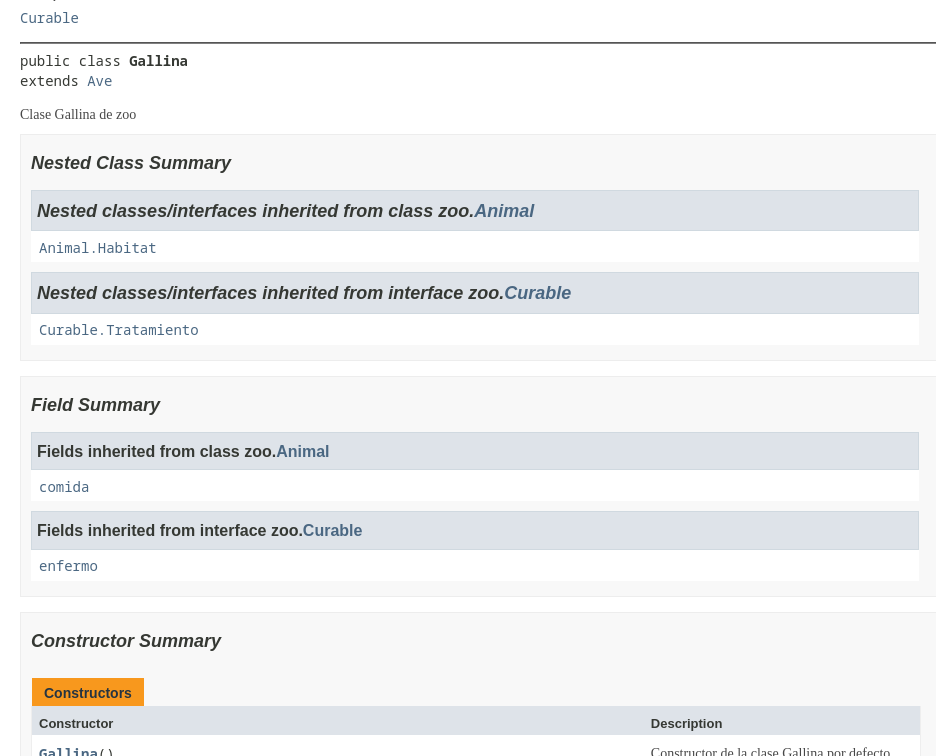 Curable
public class Gallina
extends Ave
Clase Gallina de zoo
Nested Class Summary
Nested classes/interfaces inherited from class zoo.Animal
Animal.Habitat
Nested classes/interfaces inherited from interface zoo.Curable
Curable.Tratamiento
Field Summary
Fields inherited from class zoo.Animal
comida
Fields inherited from interface zoo.Curable
enfermo
Constructor Summary
Constructors
Constructor Description
Gallina() Constructor de la clase Gallina por defecto